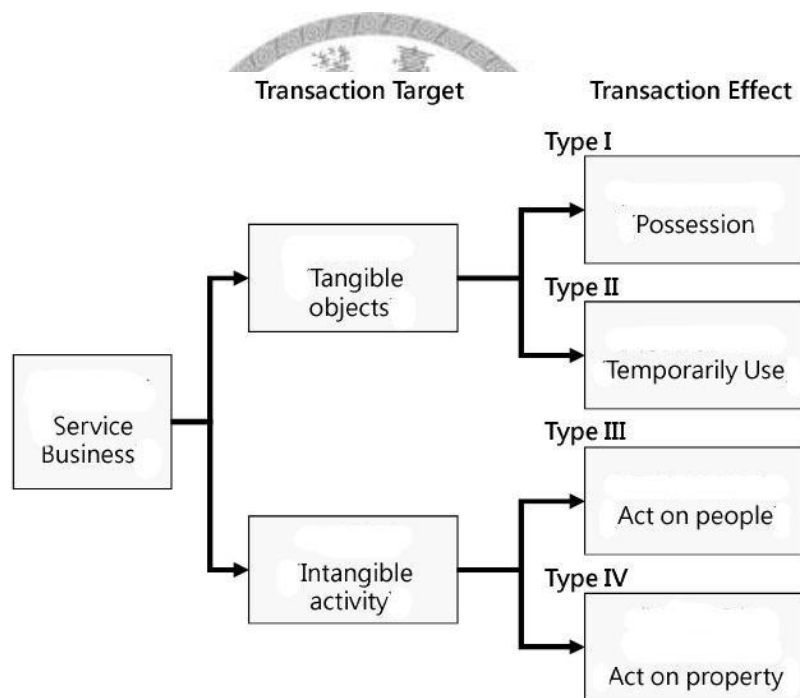 臺
Transaction Target
Transaction Effect
Type I
Possession
Tangible
objects
Type II
Temporarily Use
Service
Business
Type III
Act on people
Intangible
activity
Type IV
Act on property